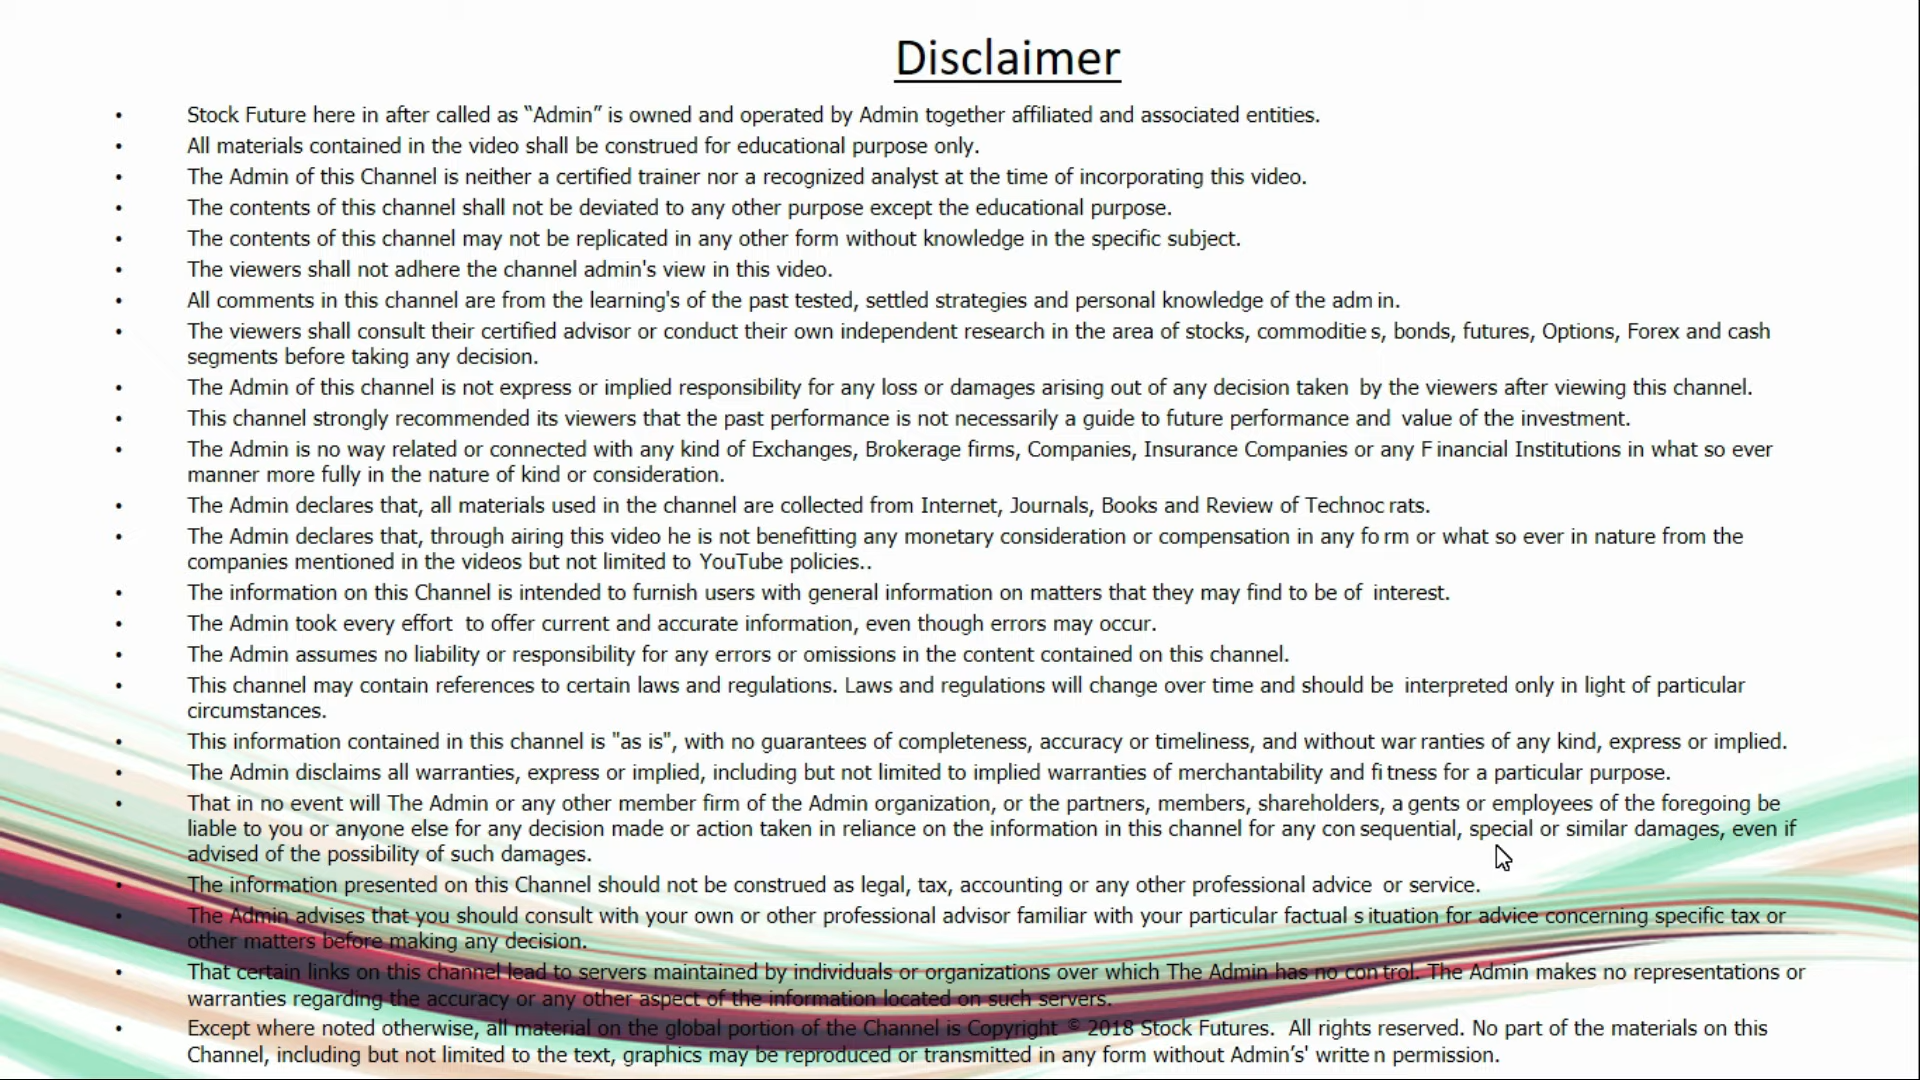 Disclaimer
• Stock Future here in after called as “Admin” is owned and operated by Admin together affiliated and associated entities.
• All materials contained in the video shall be construed for educational purpose only.
• The Admin of this Channel is neither a certified trainer nor a recognized analyst at the time of incorporating this video.
• The contents of this channel shall not be deviated to any other purpose except the educational purpose.
• The contents of this channel may not be replicated in any other form without knowledge in the specific subject.
• The viewers shall not adhere the channel admin's view in this video.
• All comments in this channel are from the learning's of the past tested, settled strategies and personal knowledge of the admin.
• The viewers shall consult their certified advisor or conduct their own independent research in the area of stocks, commodities, bonds, futures, Options, Forex and cash
segments before taking any decision.
• The Admin of this channel is not express or implied responsibility for any loss or damages arising out of any decision taken by the viewers after viewing this channel.
• This channel strongly recommended its viewers that the past performance is not necessarily a guide to future performance and value of the investment.
• The Admin is no way related or connected with any kind of Exchanges, Brokerage firms, Companies, Insurance Companies or any Financial Institutions in what so ever
manner more fully in the nature of kind or consideration.
• The Admin declares that, all materials used in the channel are collected from Internet, Journals, Books and Review of Technocrats.
• The Admin declares that, through airing this video he is not benefitting any monetary consideration or compensation in any form or what so ever in nature from the
companies mentioned in the videos but not limited to YouTube policies..
• The information on this Channel is intended to furnish users with general information on matters that they may find to be of interest.
• The Admin took every effort to offer current and accurate information, even though errors may occur.
• The Admin assumes no liability or responsibility for any errors or omissions in the content contained on this channel.
• This channel may contain references to certain laws and regulations. Laws and regulations will change over time and should be interpreted only in light of particular
circumstances.
• This information contained in this channel is "as is", with no guarantees of completeness, accuracy or timeliness, and without warranties of any kind, express or implied.
• The Admin disclaims all warranties, express or implied, including but not limited to implied warranties of merchantability and fitness for a particular purpose.
• That in no event will The Admin or any other member firm of the Admin organization, or the partners, members, shareholders, agents or employees of the foregoing be
liable to you or anyone else for any decision made or action taken in reliance on the information in this channel for any consequential, special or similar damages, even if
advised of the possibility of such damages.
• The information presented on this Channel should not be construed as legal, tax, accounting or any other professional advice or service.
• The Admin advises that you should consult with your own or other professional advisor familiar with your particular factual situation for advice concerning specific tax or
other matters before making any decision.
• That certain links on this channel lead to servers maintained by individuals or organizations over which The Admin has no control. The Admin makes no representations or
warranties regarding the accuracy or any other aspect of the information located on such servers.
• Except where noted otherwise, all material on the global portion of the Channel is Copyright © 2018 Stock Futures. All rights reserved. No part of the materials on this
Channel, including but not limited to the text, graphics may be reproduced or transmitted in any form without Admin’s' written permission.